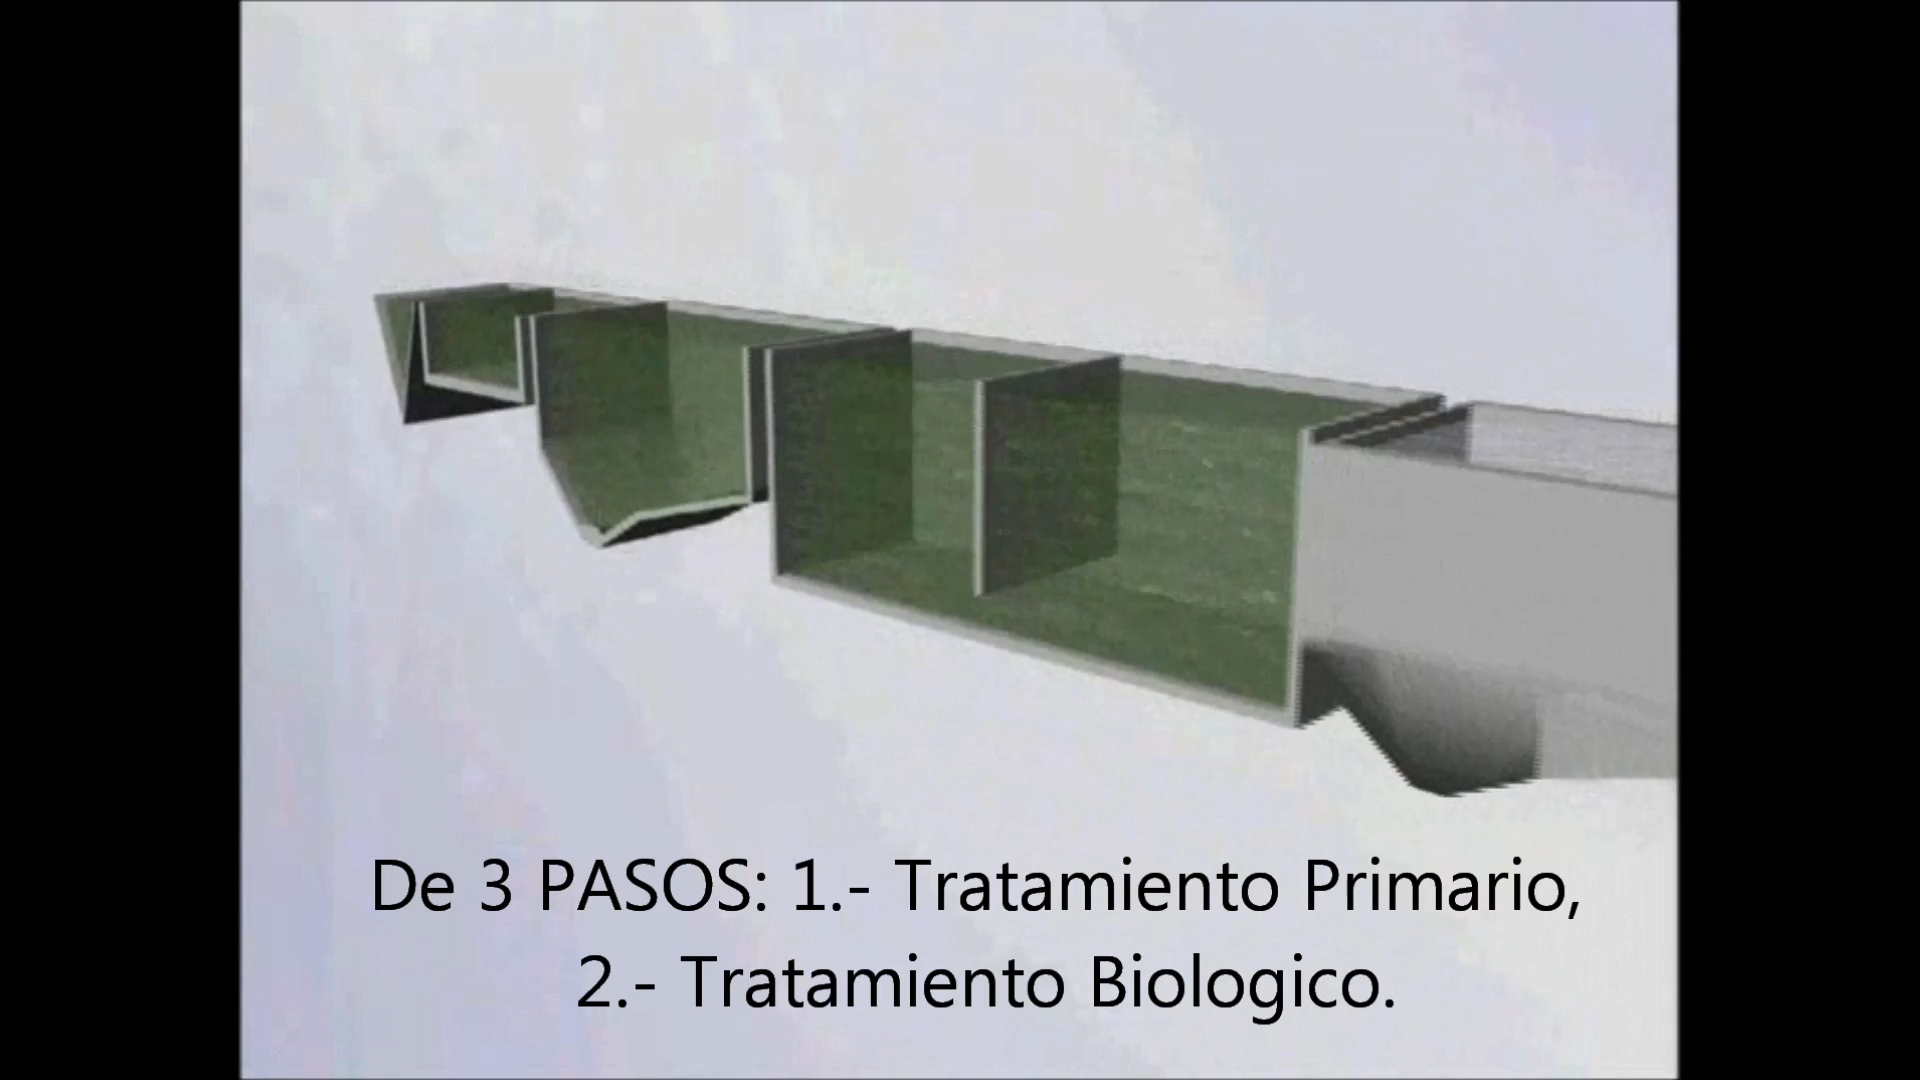 De 3 PASOS: 1.- Tratamiento Primario,
2.- Tratamiento Biologico.